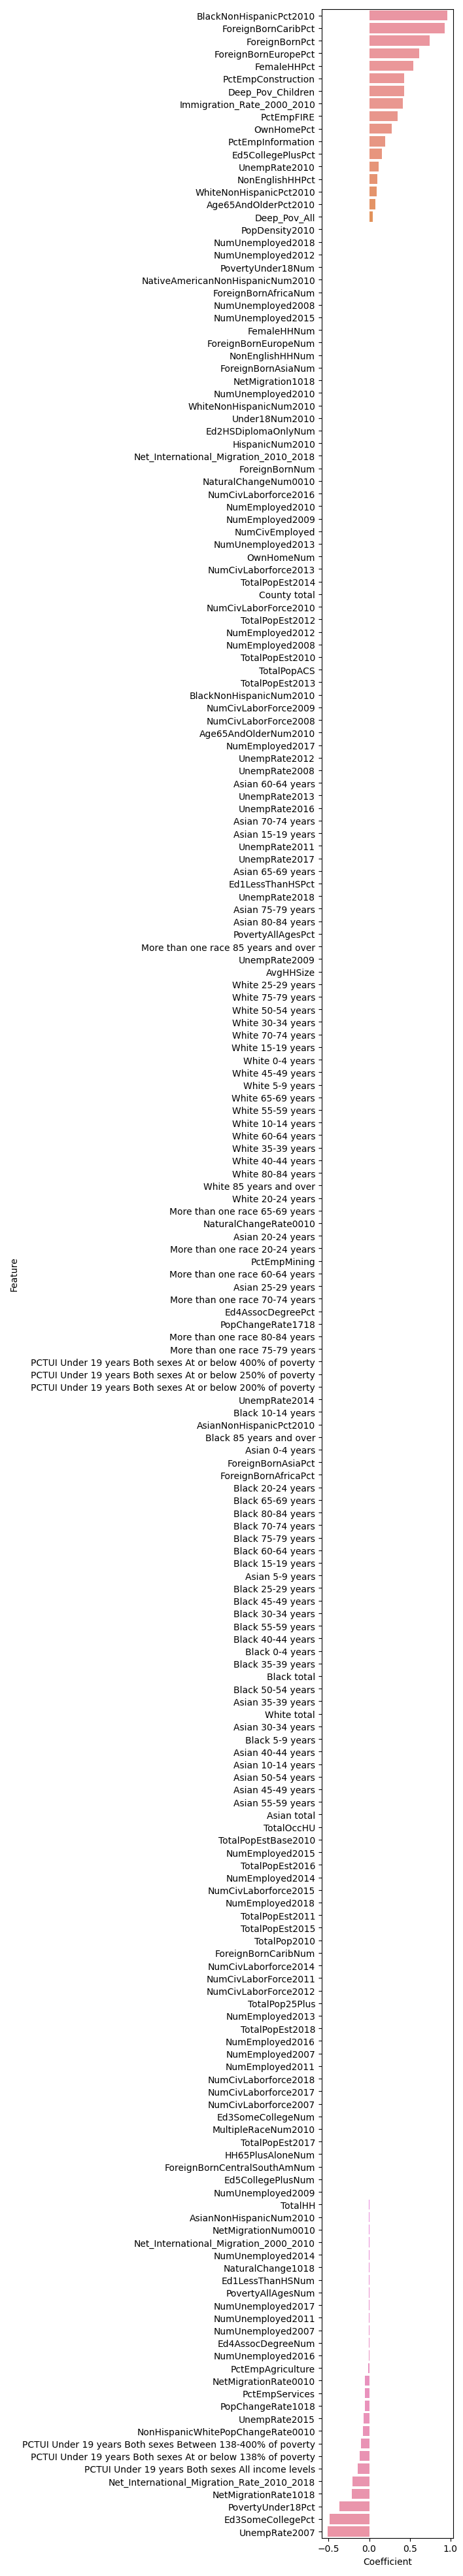 BlackNonHispanicPct2010
ForeignBornCaribPct
ForeignBornPct
ForeignBornEuropePct
FemaleHHPct
PctEmpConstruction
Deep_Pov_Children
Immigration_Rate_2000_2010
PctEmpFIRE
OwnHomePct
PctEmpInformation
Ed5CollegePlusPct
UnempRate2010
NonEnglishHHPct
WhiteNonHispanicPct2010
Age65AndOlderPct2010
Deep_Pov_All
PopDensity2010
NumUnemployed2018
NumUnemployed2012
PovertyUnder18Num
NativeAmericanNonHispanicNum2010
ForeignBornAfricaNum
NumUnemployed2008
NumUnemployed2015
FemaleHHNum
ForeignBornEuropeNum
NonEnglishHHNum
ForeignBornAsiaNum
NetMigration1018
NumUnemployed2010
WhiteNonHispanicNum2010
Under18Num2010
Ed2HSDiplomaOnlyNum
HispanicNum2010
Net_International_Migration_2010_2018
ForeignBornNum
NaturalChangeNum0010
NumCivLaborforce2016
NumEmployed2010
NumEmployed2009
NumCivEmployed
NumUnemployed2013
OwnHomeNum
NumCivLaborforce2013
TotalPopEst2014
County total
NumCivLaborForce2010
TotalPopEst2012
NumEmployed2012
NumEmployed2008
TotalPopEst2010
TotalPopACS
TotalPopEst2013
BlackNonHispanicNum2010
NumCivLaborForce2009
NumCivLaborForce2008
Age65AndOlderNum2010
NumEmployed2017
UnempRate2012
UnempRate2008
Asian 60-64 years
UnempRate2013
UnempRate2016
Asian 70-74 years
Asian 15-19 years
UnempRate2011
UnempRate2017
Asian 65-69 years
Ed1LessThanHSPct
UnempRate2018
Asian 75-79 years
Asian 80-84 years
PovertyAllAgesPct
More than one race 85 years and over
UnempRate2009
AvgHHSize
White 25-29 years
White 75-79 years
White 50-54 years
White 30-34 years
White 70-74 years
White 15-19 years
White 0-4 years
White 45-49 years
White 5-9 years
White 65-69 years
White 55-59 years
White 10-14 years
White 60-64 years
White 35-39 years
White 40-44 years
White 80-84 years
White 85 years and over
White 20-24 years
More than one race 65-69 years
NaturalChangeRate0010
Asian 20-24 years
More than one race 20-24 years
PctEmpMining
More than one race 60-64 years
Asian 25-29 years
More than one race 70-74 years
Ed4AssocDegreePct
PopChangeRate1718
More than one race 80-84 years
More than one race 75-79 years
PCTUI Under 19 years Both sexes At or below 400% of poverty
PCTUI Under 19 years Both sexes At or below 250% of poverty
PCTUI Under 19 years Both sexes At or below 200% of poverty
UnempRate2014
Black 10-14 years
AsianNonHispanicPct2010
Black 85 years and over
Asian 0-4 years
ForeignBornAsiaPct
ForeignBornAfricaPct
Black 20-24 years
Black 65-69 years
Black 80-84 years
Black 70-74 years
Black 75-79 years
Black 60-64 years
Black 15-19 years
Asian 5-9 years
Black 25-29 years
Black 45-49 years
Black 30-34 years
Black 55-59 years
Black 40-44 years
Black 0-4 years
Black 35-39 years
Black total
Black 50-54 years
Asian 35-39 years
White total
Asian 30-34 years
Black 5-9 years
Asian 40-44 years
Asian 10-14 years
Asian 50-54 years
Asian 45-49 years
Asian 55-59 years
Asian total
TotalOccHU
TotalPopEstBase2010
NumEmployed2015
TotalPopEst2016
NumEmployed2014
NumCivLaborforce2015
NumEmployed2018
TotalPopEst2011
TotalPopEst2015
TotalPop2010
ForeignBornCaribNum
NumCivLaborforce2014
NumCivLaborForce2011
NumCivLaborForce2012
TotalPop25Plus
NumEmployed2013
TotalPopEst2018
NumEmployed2016
NumEmployed2007
NumEmployed2011
NumCivLaborforce2018
NumCivLaborforce2017
NumCivLaborforce2007
Ed3SomeCollegeNum
MultipleRaceNum2010
TotalPopEst2017
HH65PlusAloneNum
ForeignBornCentralSouthAmNum
Ed5CollegePlusNum
NumUnemployed2009
TotalHH
AsianNonHispanicNum2010
NetMigrationNum0010
Net_International_Migration_2000_2010
NumUnemployed2014
NaturalChange1018
Ed1LessThanHSNum
PovertyAllAgesNum
NumUnemployed2017
NumUnemployed2011
NumUnemployed2007
Ed4AssocDegreeNum
NumUnemployed2016
PctEmpAgriculture
NetMigrationRate0010
PctEmpServices
PopChangeRate1018
UnempRate2015
NonHispanicWhitePopChangeRate0010
PCTUI Under 19 years Both sexes Between 138-400% of poverty
PCTUI Under 19 years Both sexes At or below 138% of poverty
PCTUI Under 19 years Both sexes All income levels
Net_International_Migration_Rate_2010_2018
NetMigrationRate1018
PovertyUnder18Pct
Ed3SomeCollegePct
UnempRate2007
Feature
−0.5 0.0 0.5 1.0
Coefficient